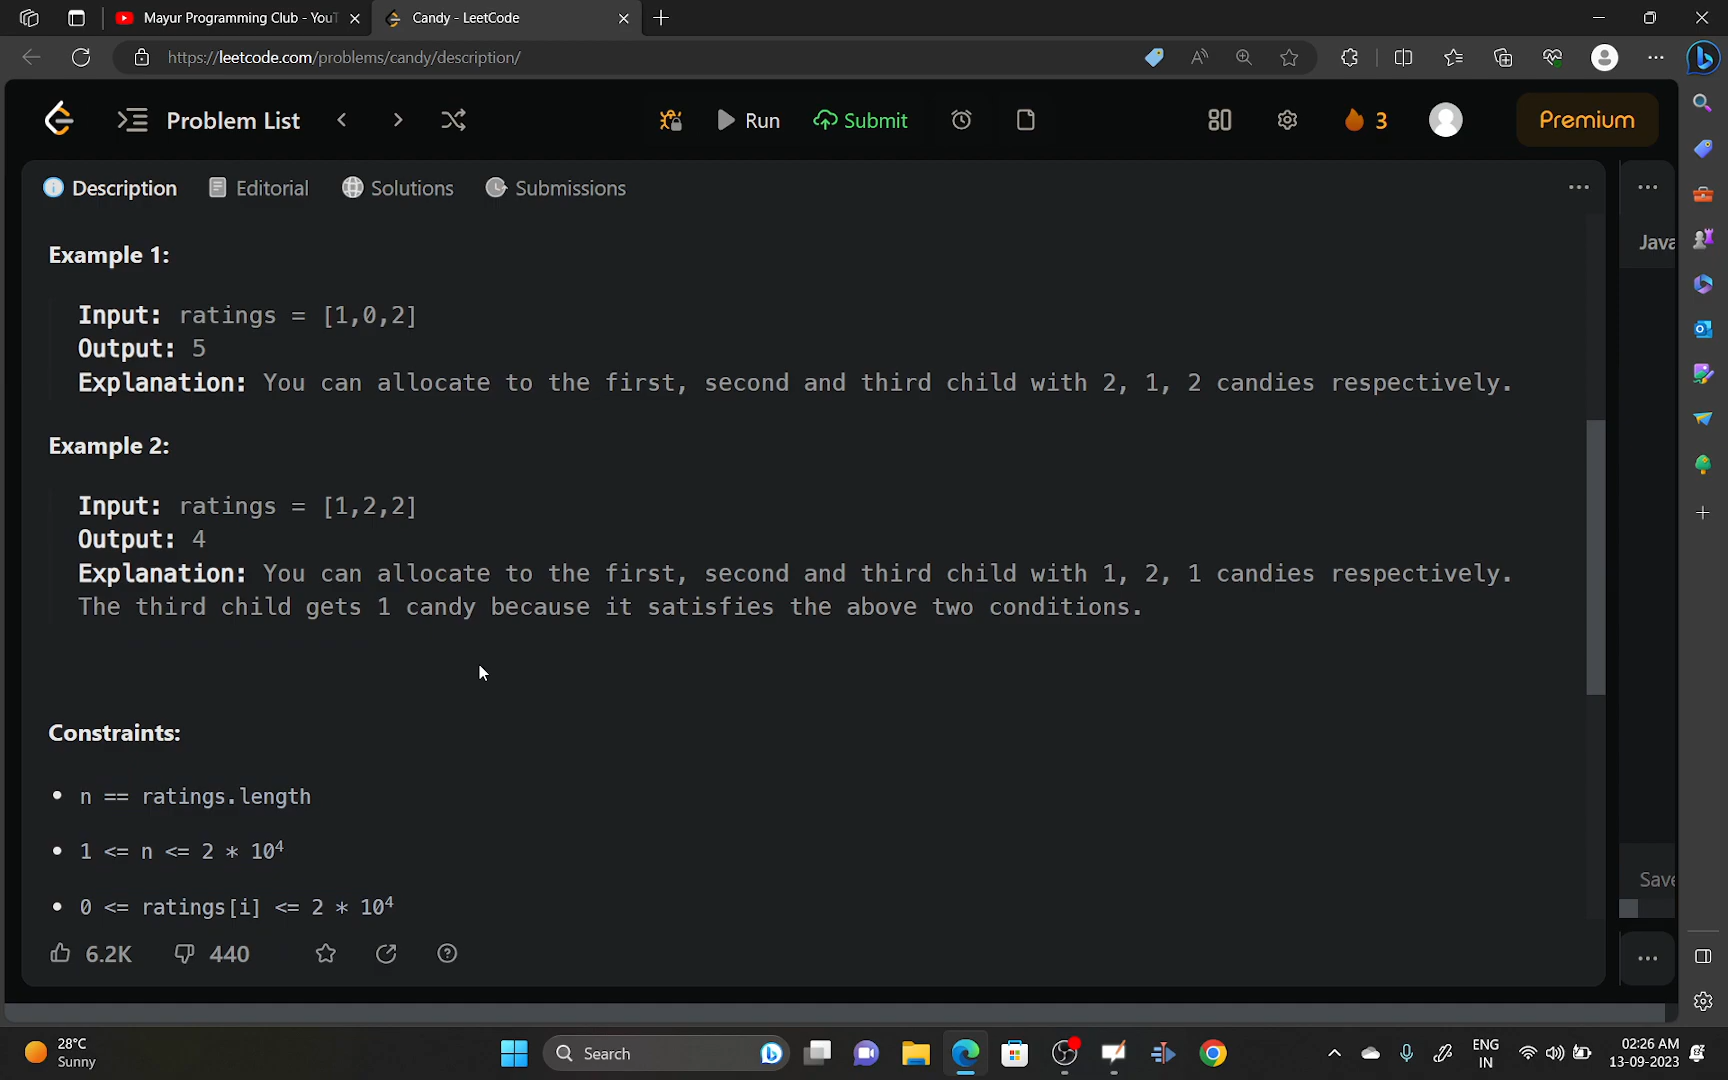 Mayur Programming Club - YouT
Candy - LeetCode
https://leetcode.com/problems/candy/description/
Problem List
Run
Submit
3
Premium
Description
Editorial
Solutions
Submissions
Java
Example 1:
Input: ratings = [1,0,2]
Output: 5
Explanation: You can allocate to the first, second and third child with 2, 1, 2 candies respectively.
Example 2:
Input: ratings = [1,2,2]
Output: 4
Explanation: You can allocate to the first, second and third child with 1, 2, 1 candies respectively.
The third child gets 1 candy because it satisfies the above two conditions.
Constraints:
• n == ratings.length
• 1 <= n <= 2 * 10⁴
• 0 <= ratings[i] <= 2 * 10⁴
Save
6.2K
440
28°C
Sunny
Search
ENG
IN
02:26 AM
13-09-2023